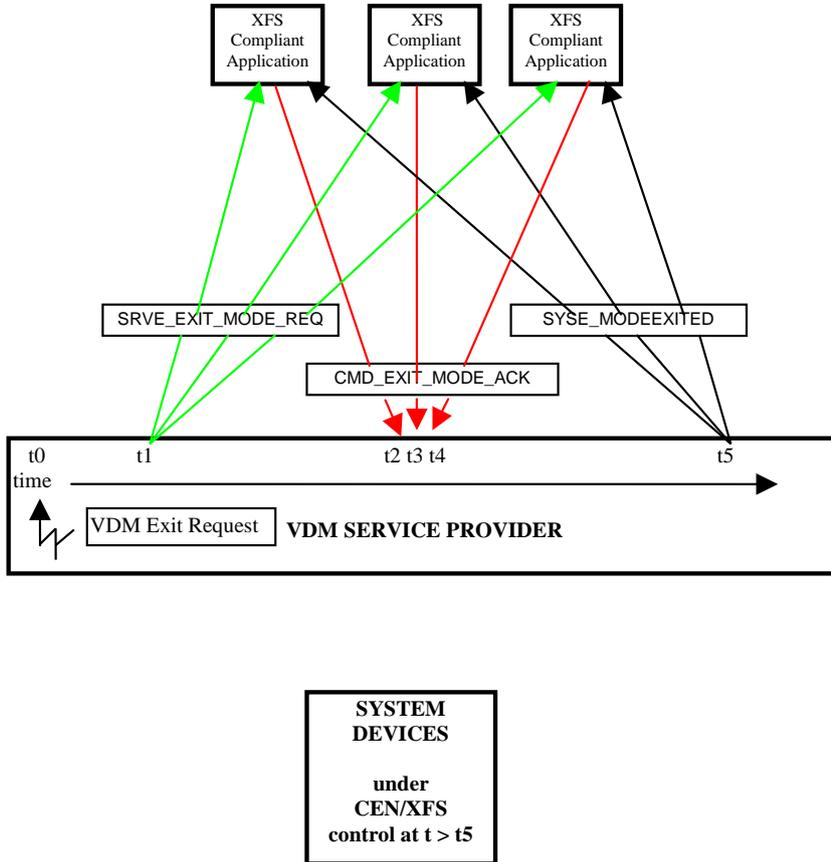 XFS
Compliant
Application
XFS
Compliant
Application
XFS
Compliant
Application
SRVE_EXIT_MODE_REQ
SYSE_MODEEXITED
CMD_EXIT_MODE_ACK
t0 t1 t2 t3 t4 t5
time
VDM Exit Request
VDM SERVICE PROVIDER
SYSTEM
DEVICES
under
CEN/XFS
control at t > t5